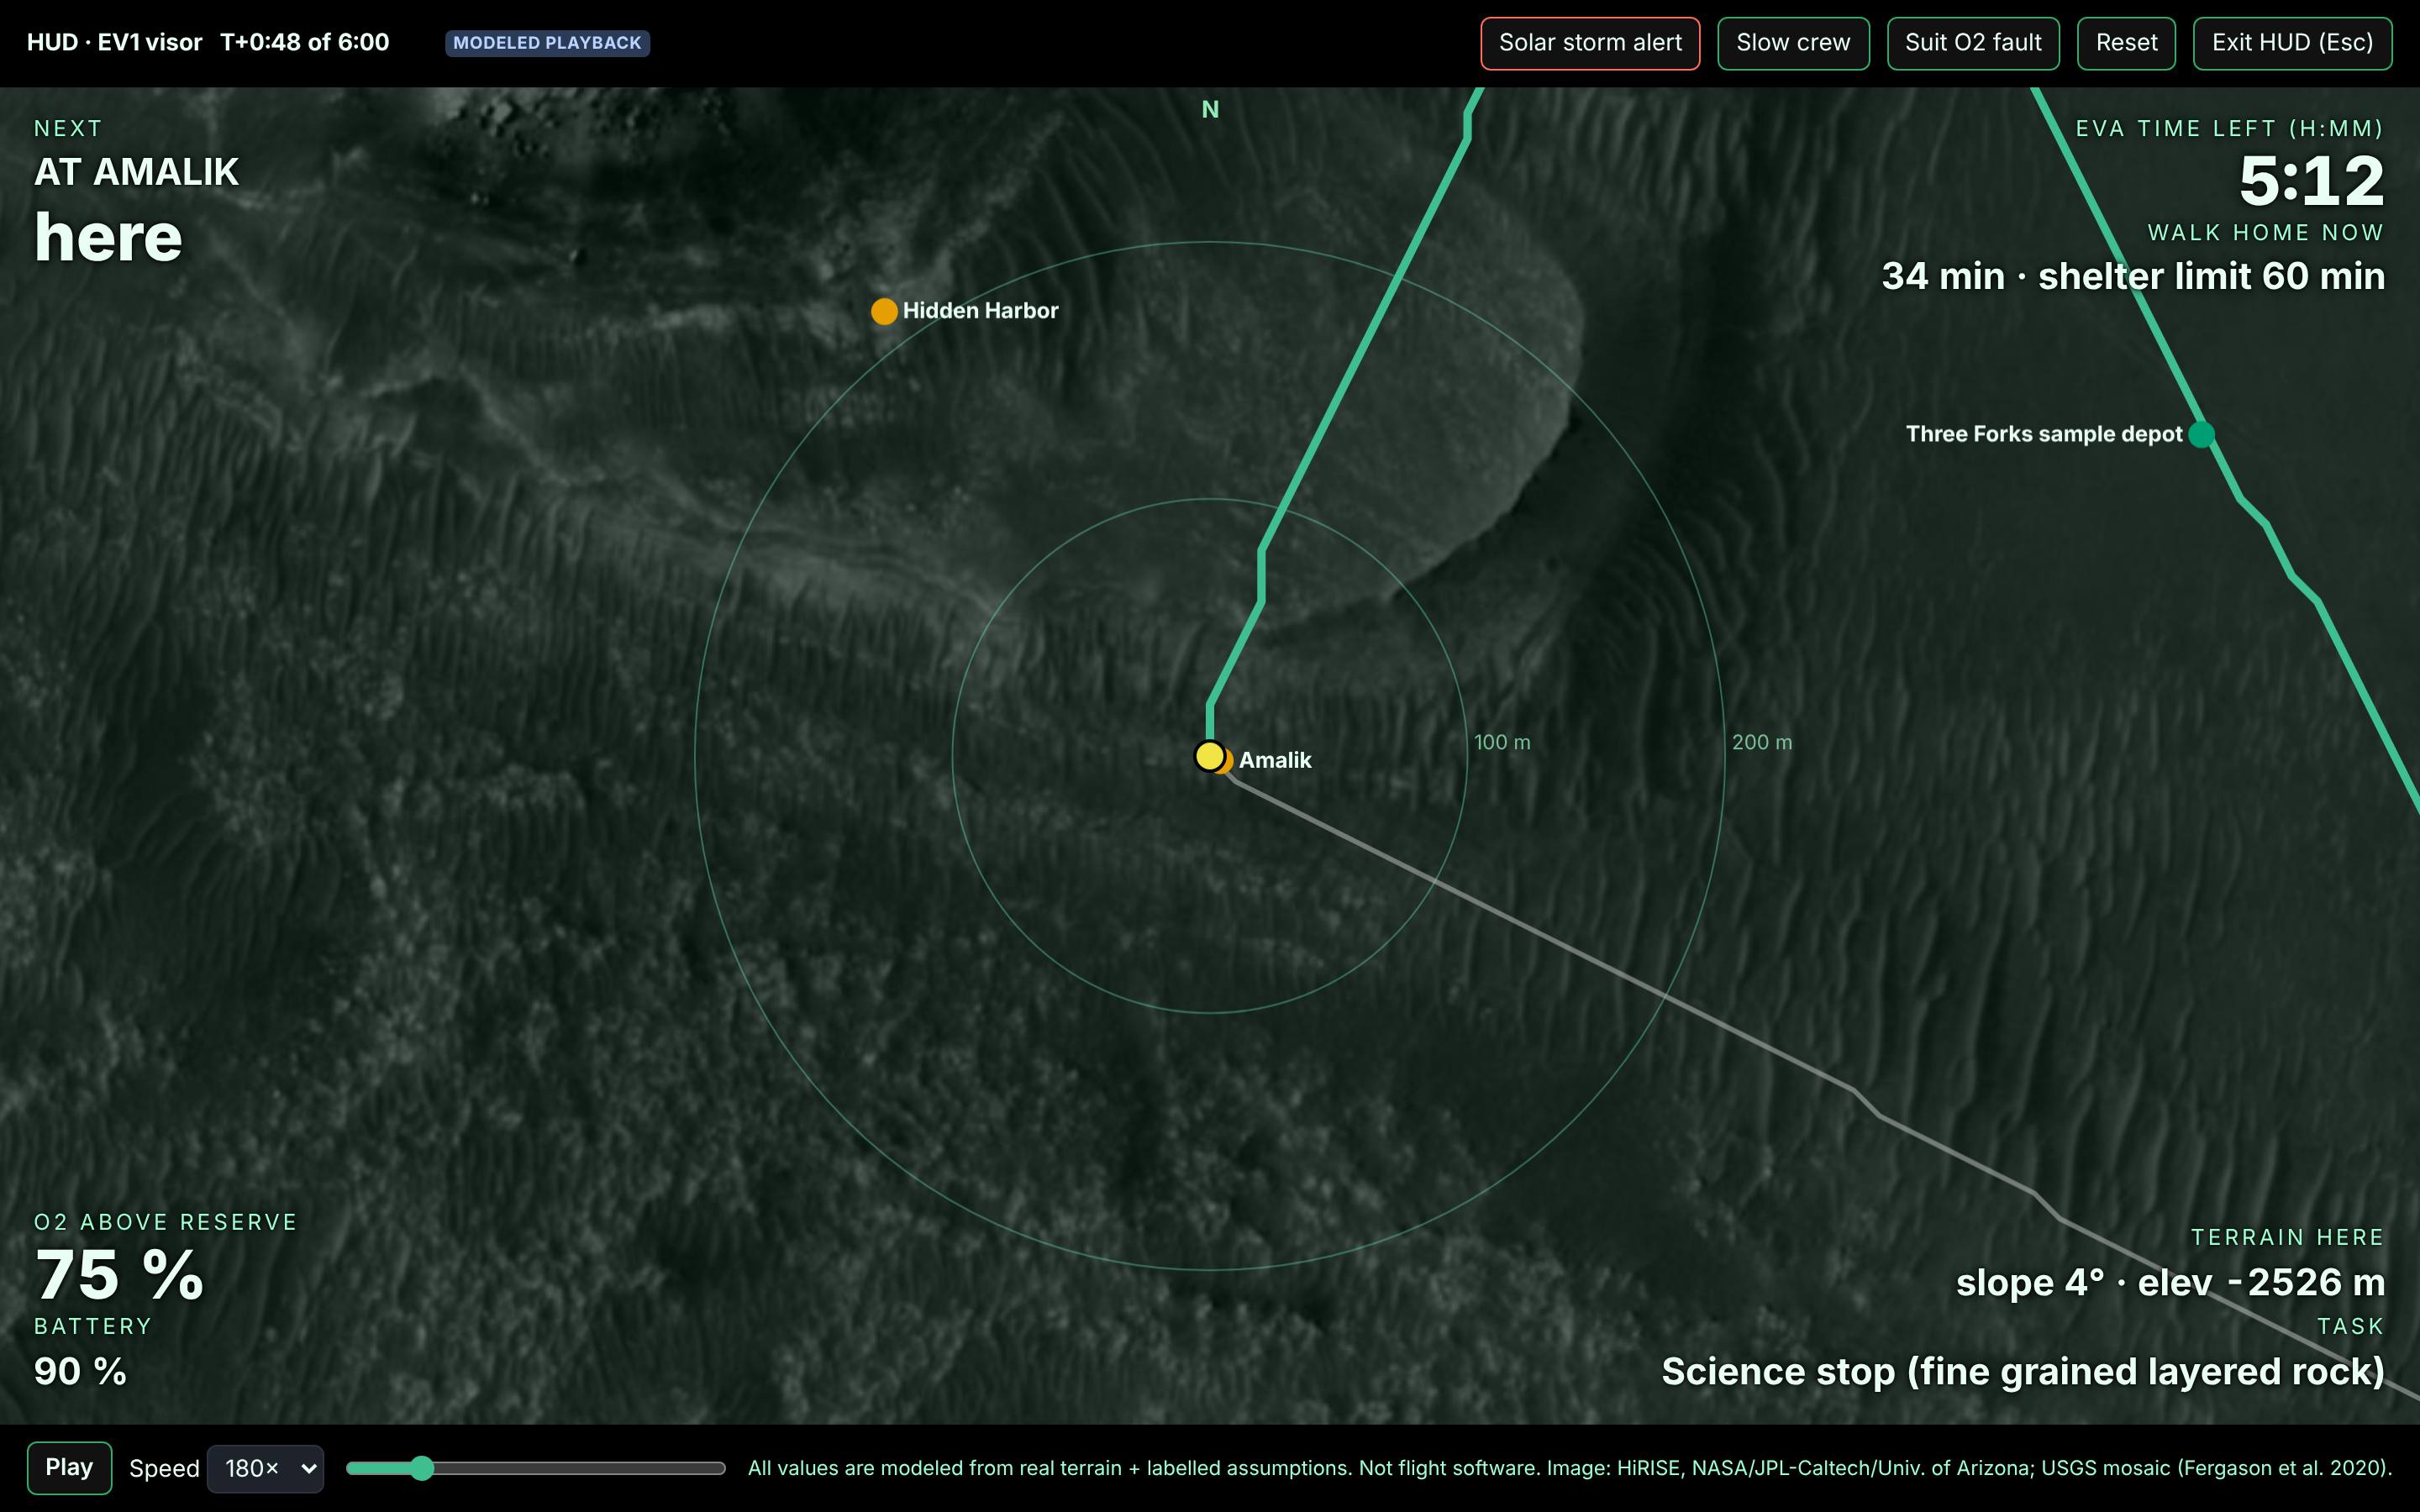 HUD · EV1 visor T+0:48 of 6:00 MODELED PLAYBACK Solar storm alert Slow crew Suit O2 fault Reset Exit HUD (Esc)
N
NEXT
AT AMALIK
here
EVA TIME LEFT (H:MM)
5:12
WALK HOME NOW
34 min · shelter limit 60 min
Hidden Harbor
Three Forks sample depot
100 m
200 m
Amalik
O2 ABOVE RESERVE
75 %
BATTERY
90 %
TERRAIN HERE
slope 4° · elev -2526 m
TASK
Science stop (fine grained layered rock)
Play Speed 180× All values are modeled from real terrain + labelled assumptions. Not flight software. Image: HiRISE, NASA/JPL-Caltech/Univ. of Arizona; USGS mosaic (Fergason et al. 2020).